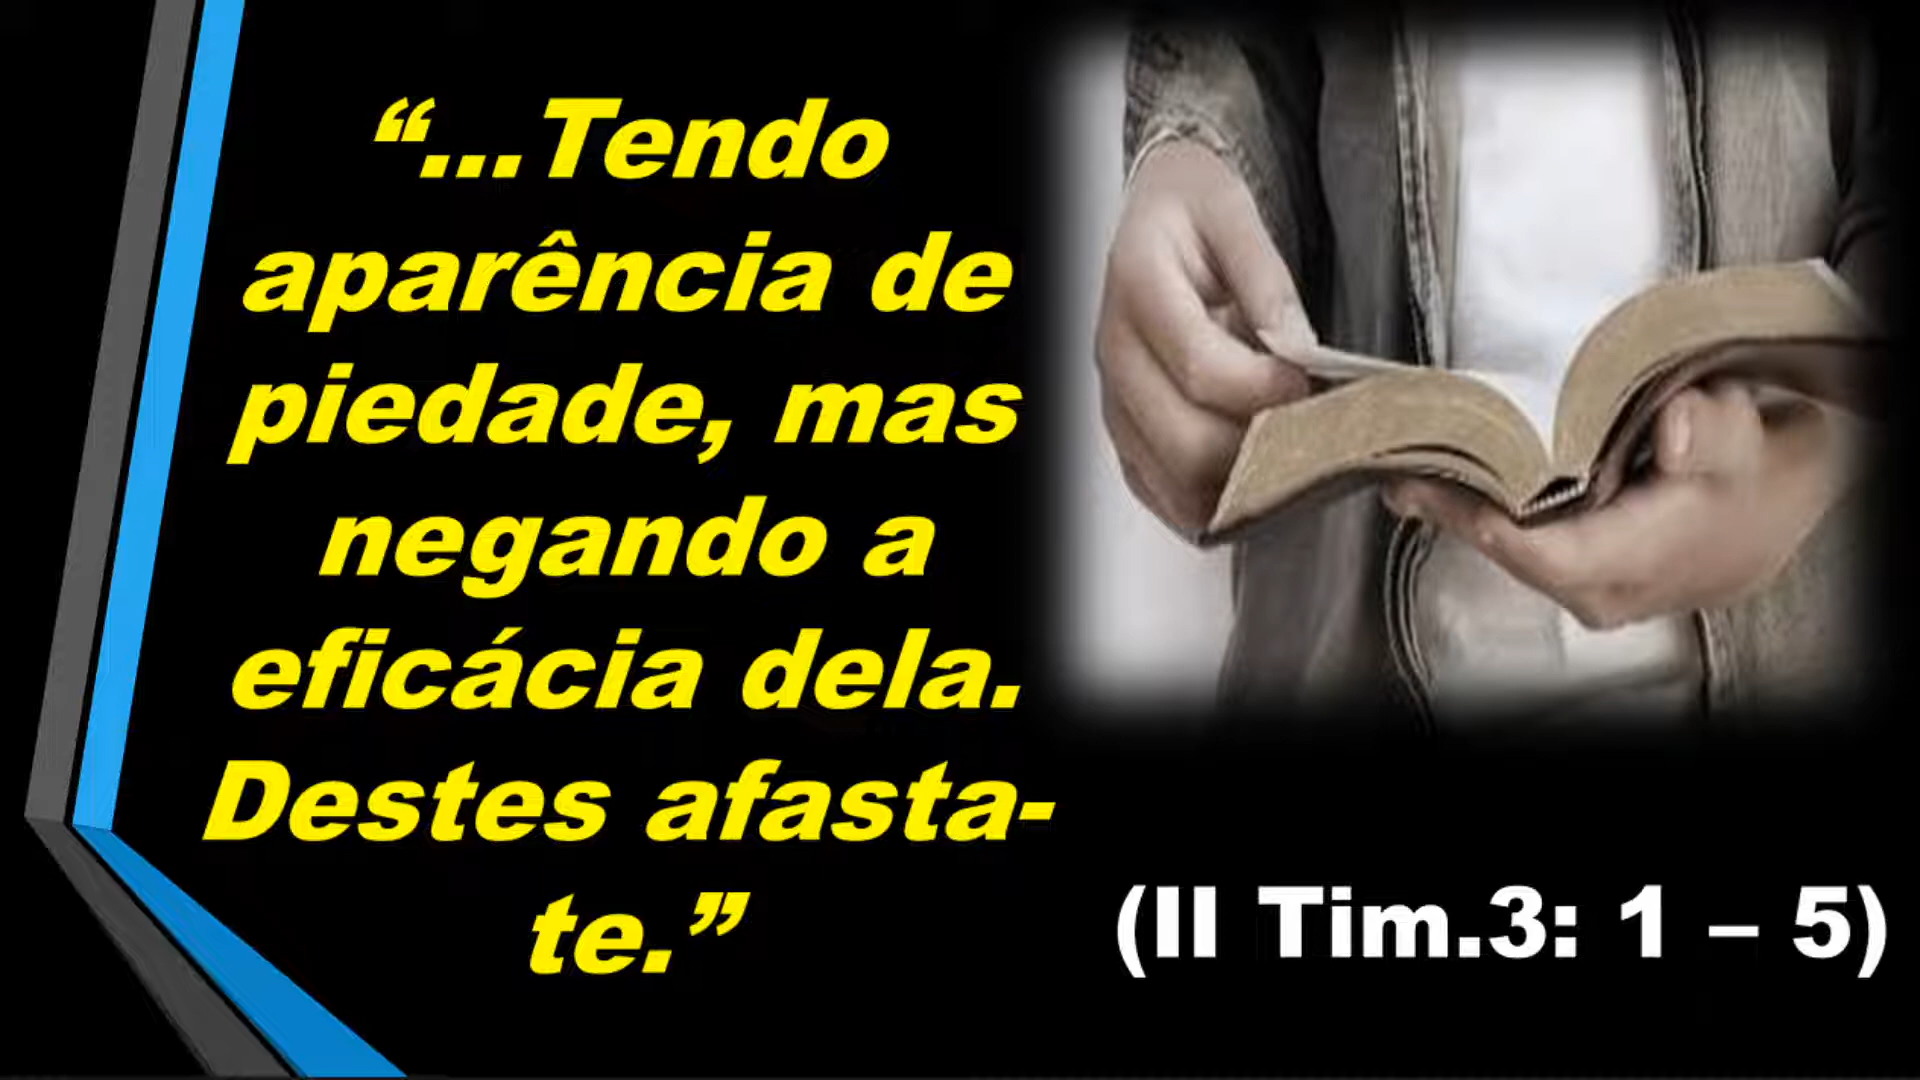 “...Tendo
aparência de
piedade, mas
negando a
eficácia dela.
Destes afasta-
te.”
(II Tim.3: 1 – 5)